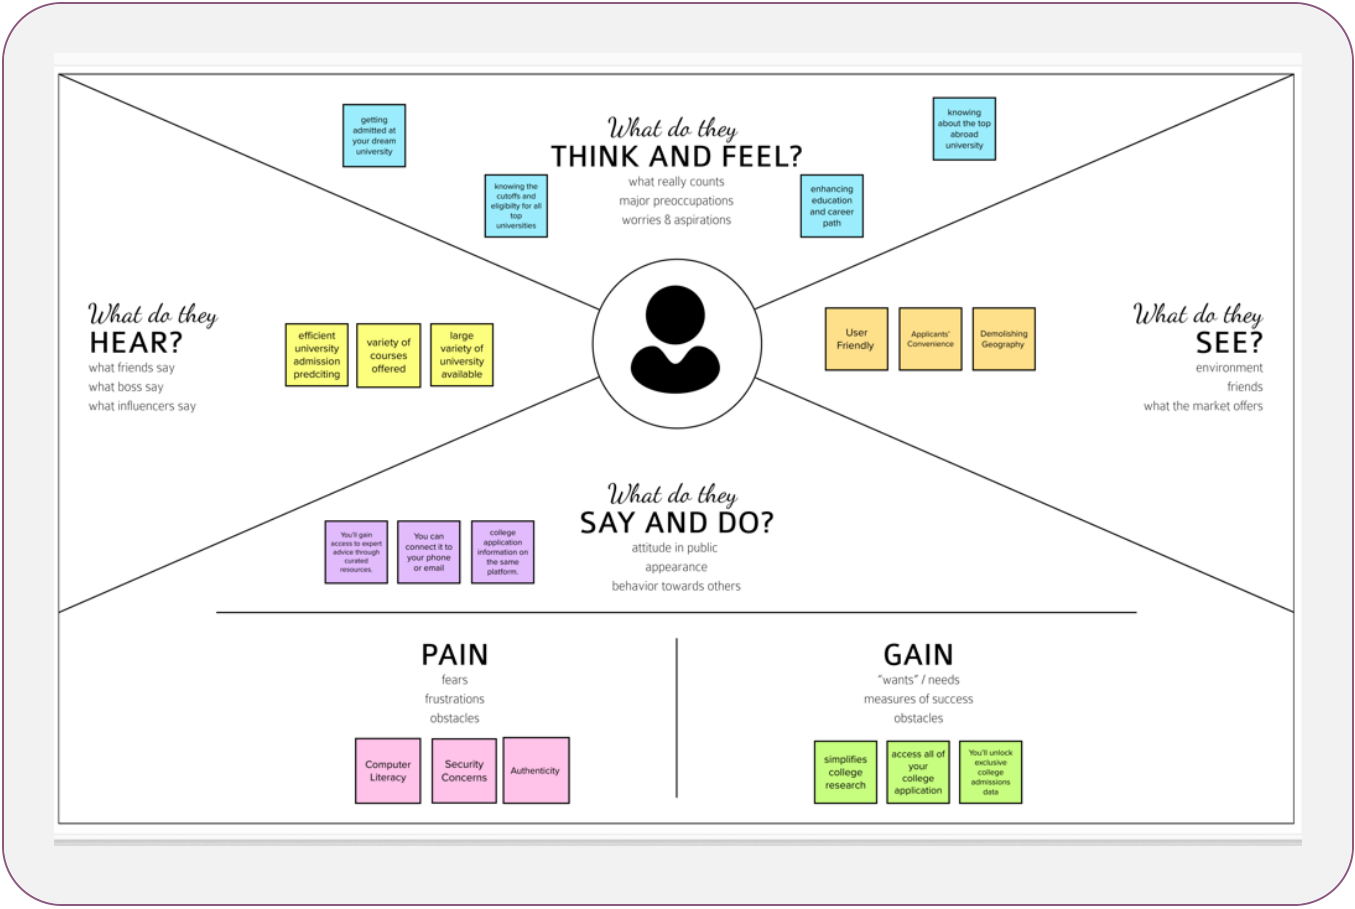 getting
admitted at
your dream
university
knowing the
cutoffs and
eligibilty for all
top
universities
What do they
THINK AND FEEL?
what really counts
major preoccupations
worries & aspirations
enhancing
education
and career
path
knowing
about the top
abroad
university
What do they
HEAR?
what friends say
what boss say
what influencers say
efficient
university
admission
predciting
variety of
courses
offered
large
variety of
university
available
User
Friendly
Applicants'
Convenience
Demolishing
Geography
What do they
SEE?
environment
friends
what the market offers
What do they
SAY AND DO?
attitude in public
appearance
behavior towards others
You'll gain
access to expert
advice through
curated
resources.
You can
connect it to
your phone
or email
college
application
information on
the same
platform.
PAIN
fears
frustrations
obstacles
Computer
Literacy
Security
Concerns
Authenticity
GAIN
"wants" / needs
measures of success
obstacles
simplifies
college
research
access all of
your
college
application
You'll unlock
exclusive
college
admissions
data